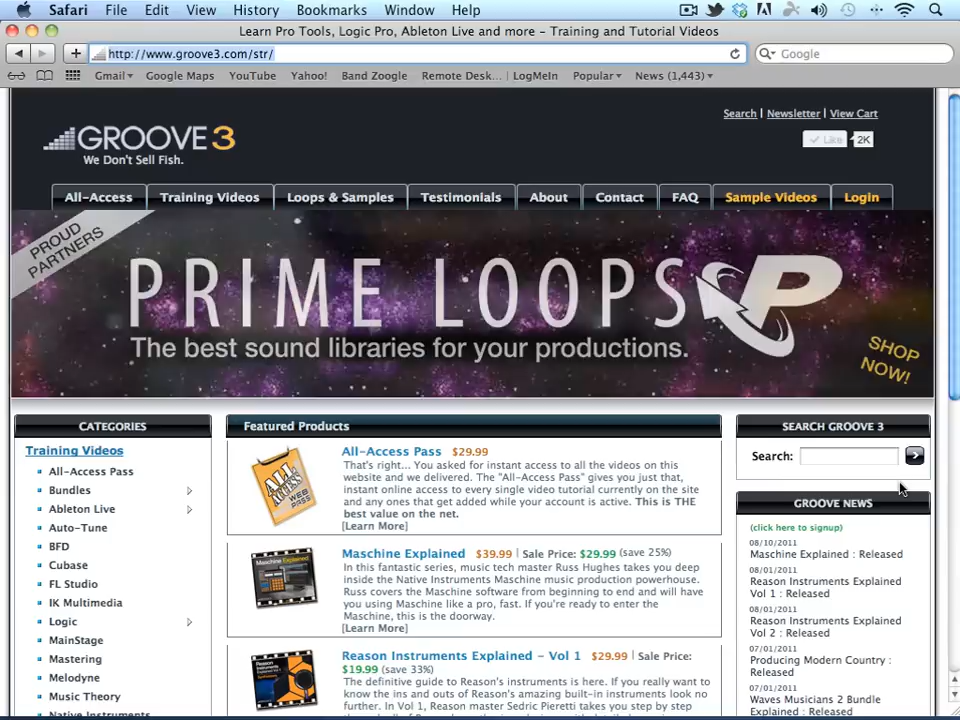 Safari File Edit View History Bookmarks Window Help
Learn Pro Tools, Logic Pro, Ableton Live and more – Training and Tutorial Videos
http://www.groove3.com/str/
Google
Gmail Google Maps YouTube Yahoo! Band Zoogle Remote Desk... LogMeIn Popular News (1,443)
Search | Newsletter | View Cart
GROOVE 3
We Don't Sell Fish.
Like 2K
All-Access Training Videos Loops & Samples Testimonials About Contact FAQ Sample Videos Login
PROUD
PARTNERS
PRIME LOOPS P
The best sound libraries for your productions.
SHOP
NOW!
CATEGORIES
Training Videos
All-Access Pass
Bundles
Ableton Live
Auto-Tune
BFD
Cubase
FL Studio
IK Multimedia
Logic
MainStage
Mastering
Melodyne
Music Theory
Native Instruments
Featured Products
ALL
ACCESS
WEB
PASS
All-Access Pass $29.99
That's right... You asked for instant access to all the videos on this
website and we delivered. The "All-Access Pass" gives you just that,
instant online access to every single video tutorial currently on the site
and any ones that get added while your account is active. This is THE
best value on the net.
[Learn More]
Maschine Explained
Maschine Explained $39.99 | Sale Price: $29.99 (save 25%)
In this fantastic series, music tech master Russ Hughes takes you deep
inside the Native Instruments Maschine music production powerhouse.
Russ covers the Maschine software from beginning to end and will have
you using Maschine like a pro, fast. If you're ready to enter the
Maschine, this is the doorway.
[Learn More]
Reason
Instruments
Explained
Reason Instruments Explained – Vol 1 $29.99 | Sale Price:
$19.99 (save 33%)
The definitive guide to Reason's instruments is here. If you really want
to know the ins and outs of Reason's amazing built-in instruments look no
further. In Vol 1, Reason master Sedric Pieretti takes you step by step
SEARCH GROOVE 3
Search:
GROOVE NEWS
(click here to signup)
08/10/2011
Maschine Explained : Released
08/01/2011
Reason Instruments Explained
Vol 1 : Released
08/01/2011
Reason Instruments Explained
Vol 2 : Released
07/01/2011
Producing Modern Country :
Released
07/01/2011
Waves Musicians 2 Bundle
Explained : Released